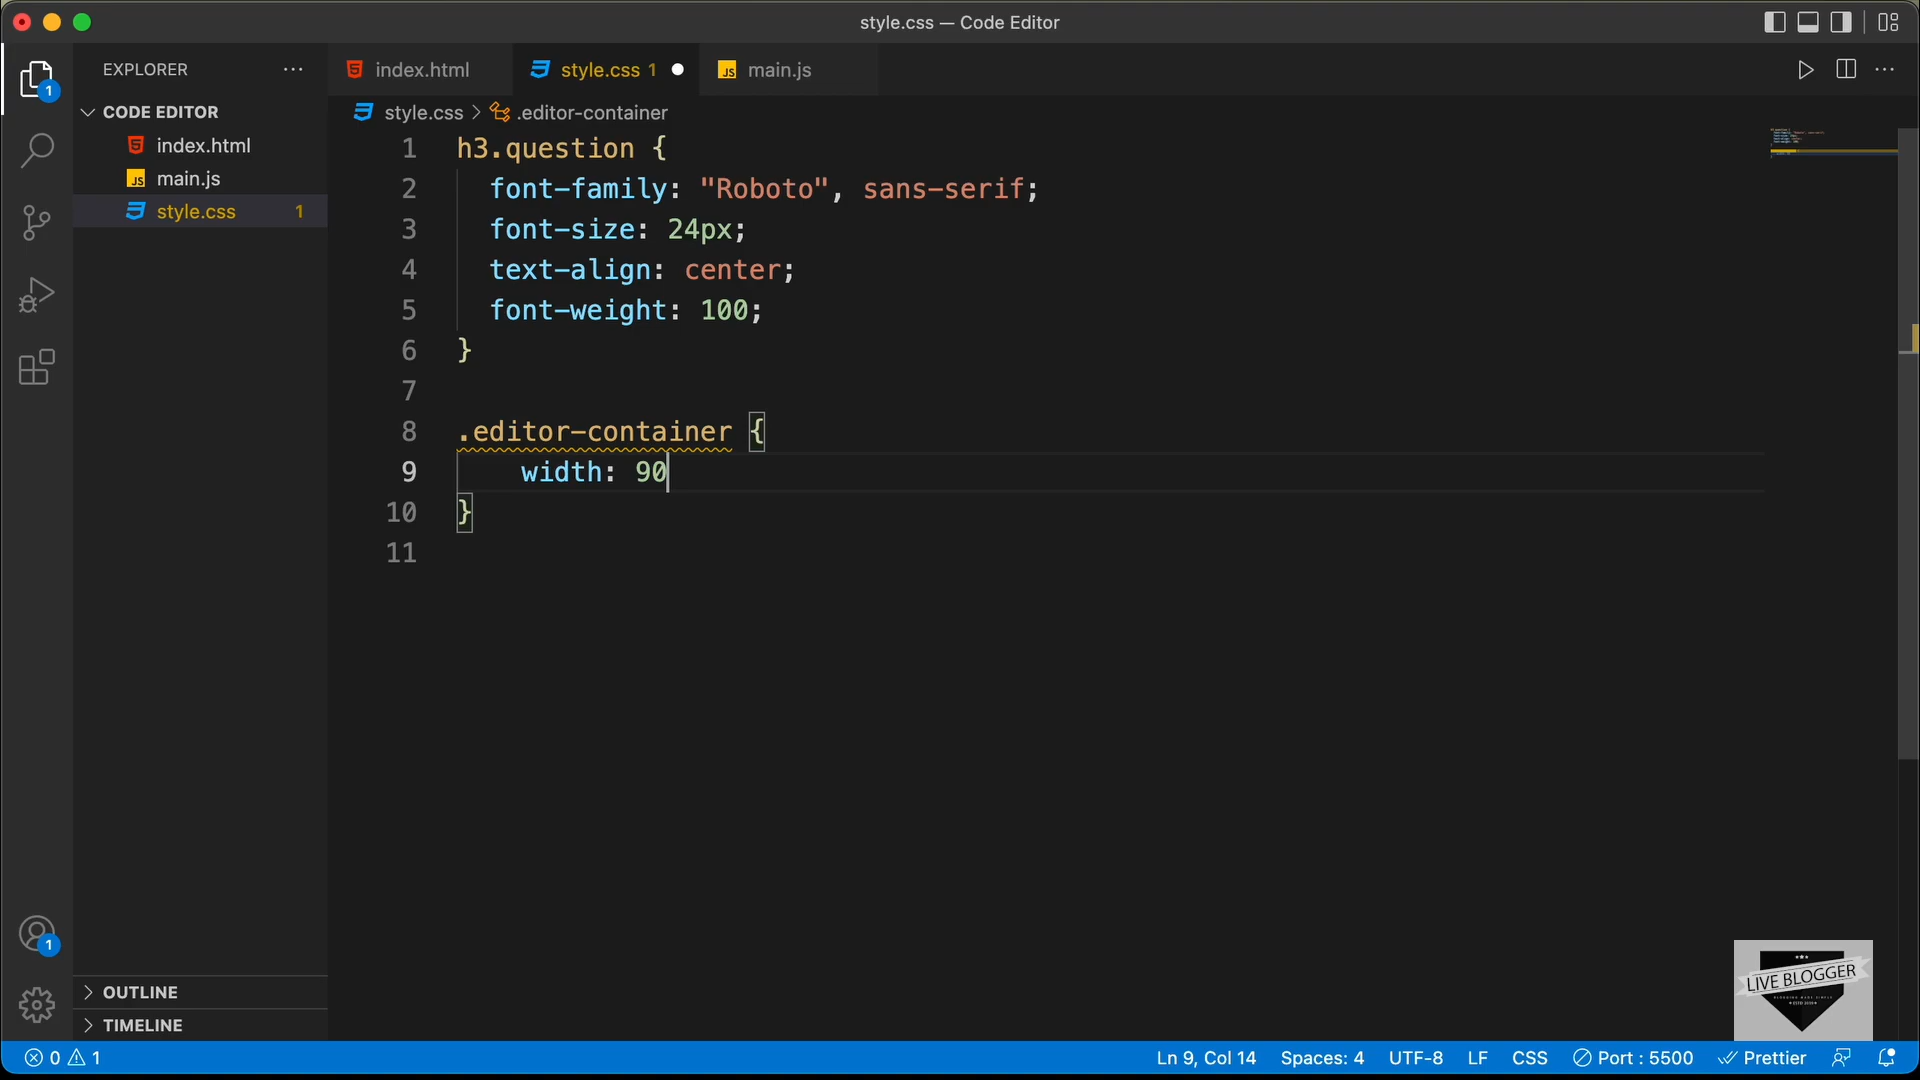 style.css — Code Editor
EXPLORER
index.html
style.css 1
main.js
CODE EDITOR
index.html
main.js
style.css 1
style.css > .editor-container
1 h3.question {
2 font-family: "Roboto", sans-serif;
3 font-size: 24px;
4 text-align: center;
5 font-weight: 100;
6 }
7
8 .editor-container {
9 width: 90
10 }
11
1
1
OUTLINE
TIMELINE
LIVE BLOGGER
0 1
Ln 9, Col 14
Spaces: 4
UTF-8
LF
CSS
Port : 5500
Prettier